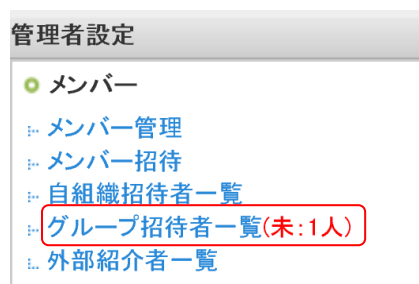 管理者設定
メンバー
メンバー管理
メンバー招待
自組織招待者一覧
グループ招待者一覧(未:1人)
外部紹介者一覧